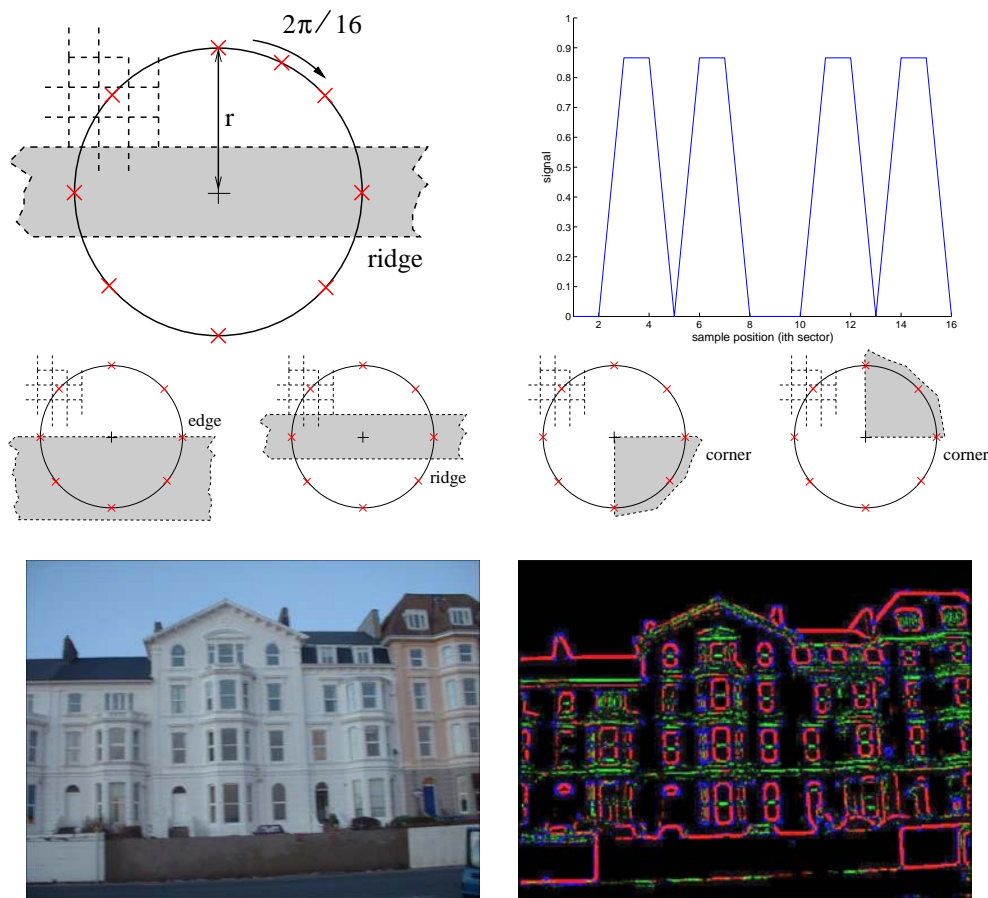 2π/16
r
ridge
1
0.9
0.8
0.7
0.6
0.5
0.4
0.3
0.2
0.1
0
signal
2 4 6 8 10 12 14 16
sample position (ith sector)
edge
ridge
corner
corner